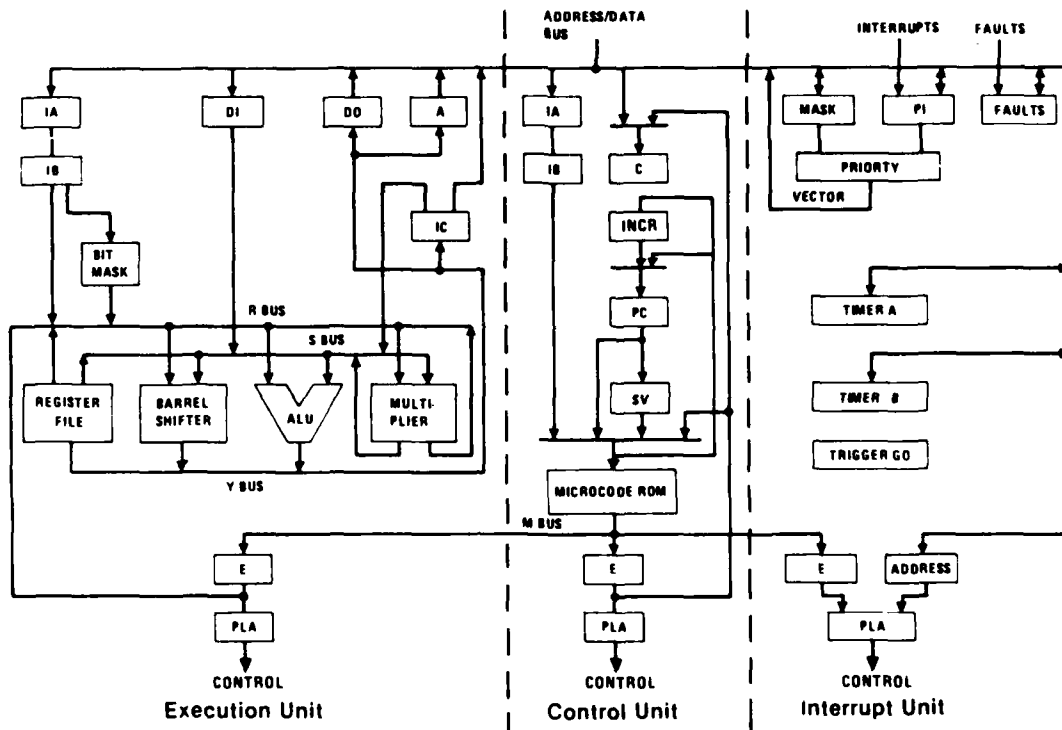 ADDRESS/DATA
BUS
INTERRUPTS
FAULTS
IA
DI
DO
A
IA
MASK
PI
FAULTS
IB
IB
C
PRIORTY
VECTOR
IC
INCR
BIT
MASK
R BUS
PC
TIMER A
S BUS
REGISTER
FILE
BARREL
SHIFTER
ALU
MULTI-
PLIER
SV
TIMER B
TRIGGER GO
Y BUS
MICROCODE ROM
M BUS
E
E
E
ADDRESS
PLA
PLA
PLA
CONTROL
CONTROL
CONTROL
Execution Unit
Control Unit
Interrupt Unit